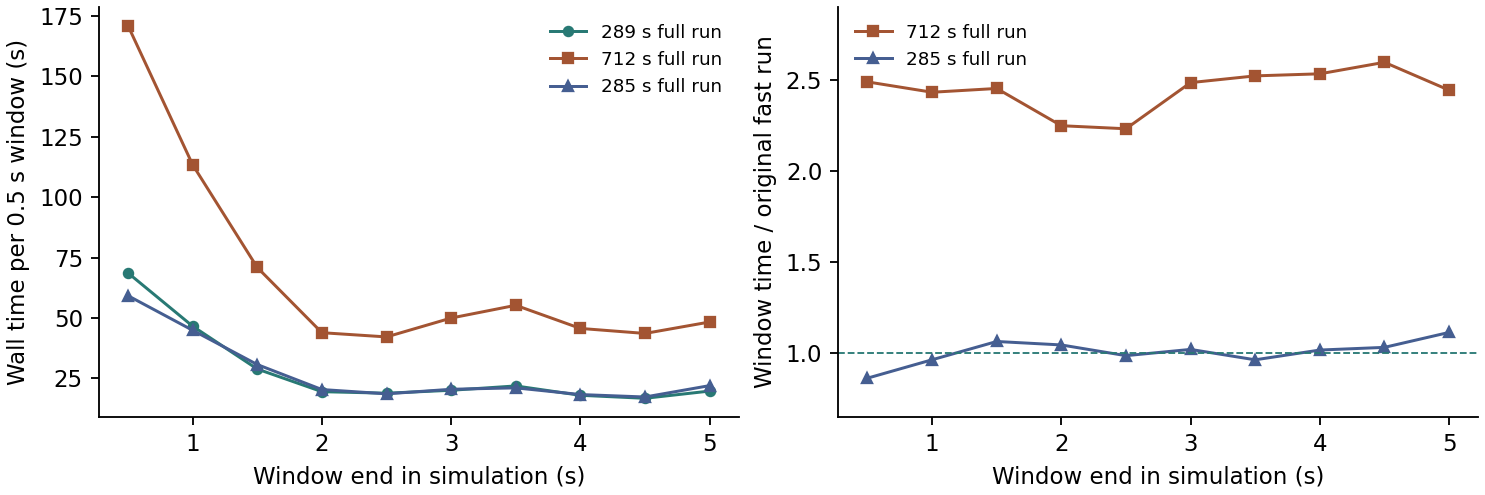 Wall time per 0.5 s window (s)
175
150
125
100
75
50
25
289 s full run
712 s full run
285 s full run
1
2
3
4
5
Window end in simulation (s)
Window time / original fast run
2.5
2.0
1.5
1.0
712 s full run
285 s full run
1
2
3
4
5
Window end in simulation (s)